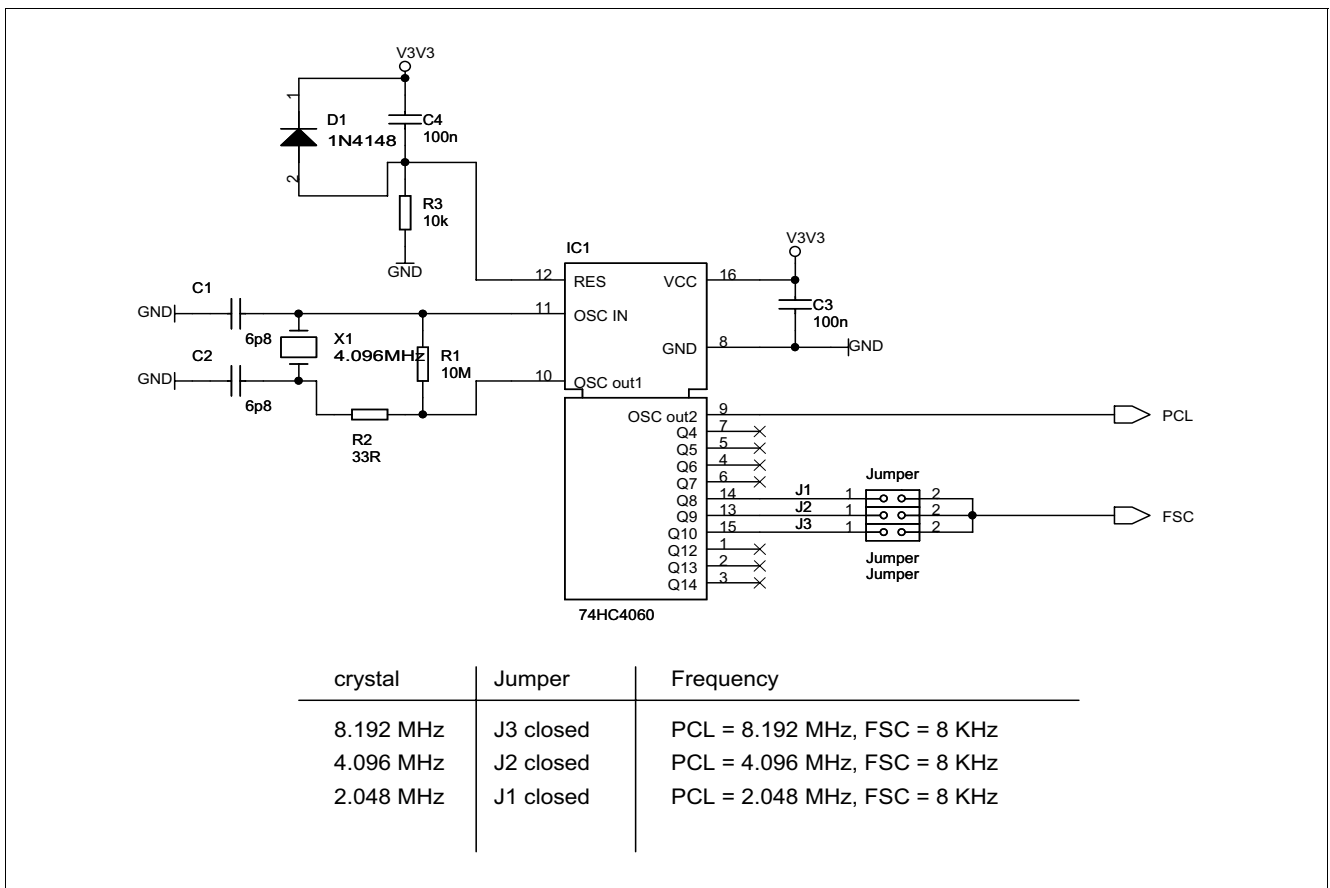 V3V3
1
D1
1N4148
2
C4
100n
R3
10k
GND
IC1
V3V3
12 RES
VCC 16
C1
GND
6p8
11 OSC IN
C3
100n
X1
4.096MHz
R1
10M
GND 8
GND
C2
GND
6p8
10 OSC out1
R2
33R
OSC out2 9
PCL
Q4 7
Q5 5
Q6 4
Q7 6
Jumper
Q8 14 J1 1 2
Q9 13 J2 1 2
FSC
Q10 15 J3 1 2
Q12 1
Q13 2
Q14 3
Jumper
Jumper
74HC4060
crystal Jumper Frequency
8.192 MHz J3 closed PCL = 8.192 MHz, FSC = 8 KHz
4.096 MHz J2 closed PCL = 4.096 MHz, FSC = 8 KHz
2.048 MHz J1 closed PCL = 2.048 MHz, FSC = 8 KHz